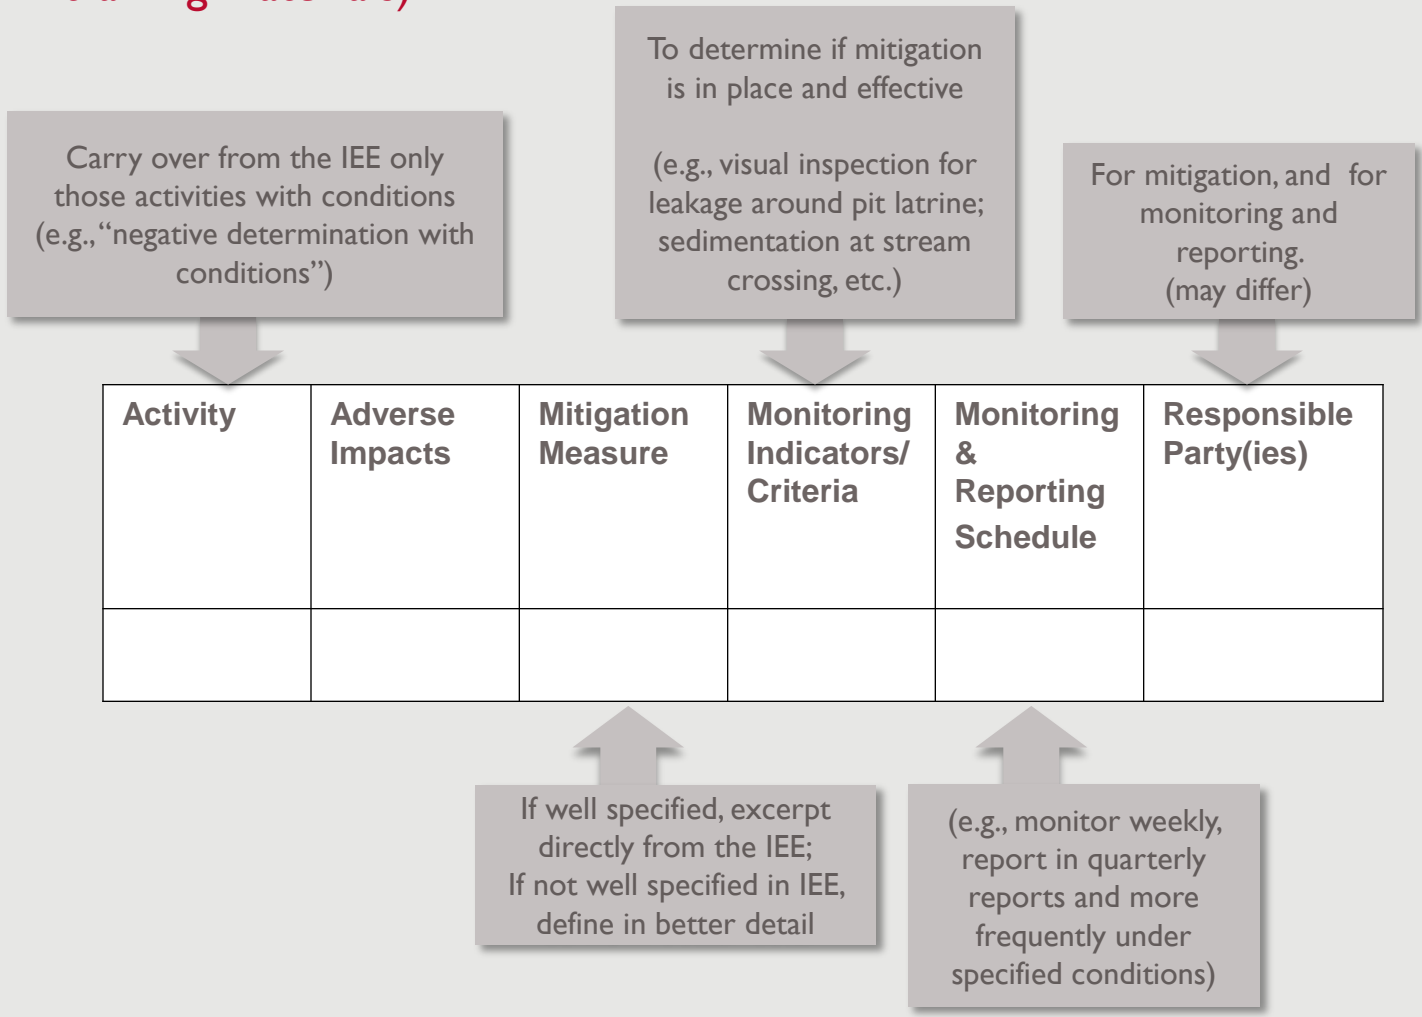 To determine if mitigation
is in place and effective
(e.g., visual inspection for
leakage around pit latrine;
sedimentation at stream
crossing, etc.)
Carry over from the IEE only
those activities with conditions
(e.g., “negative determination with
conditions”)
For mitigation, and for
monitoring and
reporting.
(may differ)
Activity
Adverse
Impacts
Mitigation
Measure
Monitoring
Indicators/
Criteria
Monitoring
&
Reporting
Schedule
Responsible
Party(ies)
If well specified, excerpt
directly from the IEE;
If not well specified in IEE,
define in better detail
(e.g., monitor weekly,
report in quarterly
reports and more
frequently under
specified conditions)